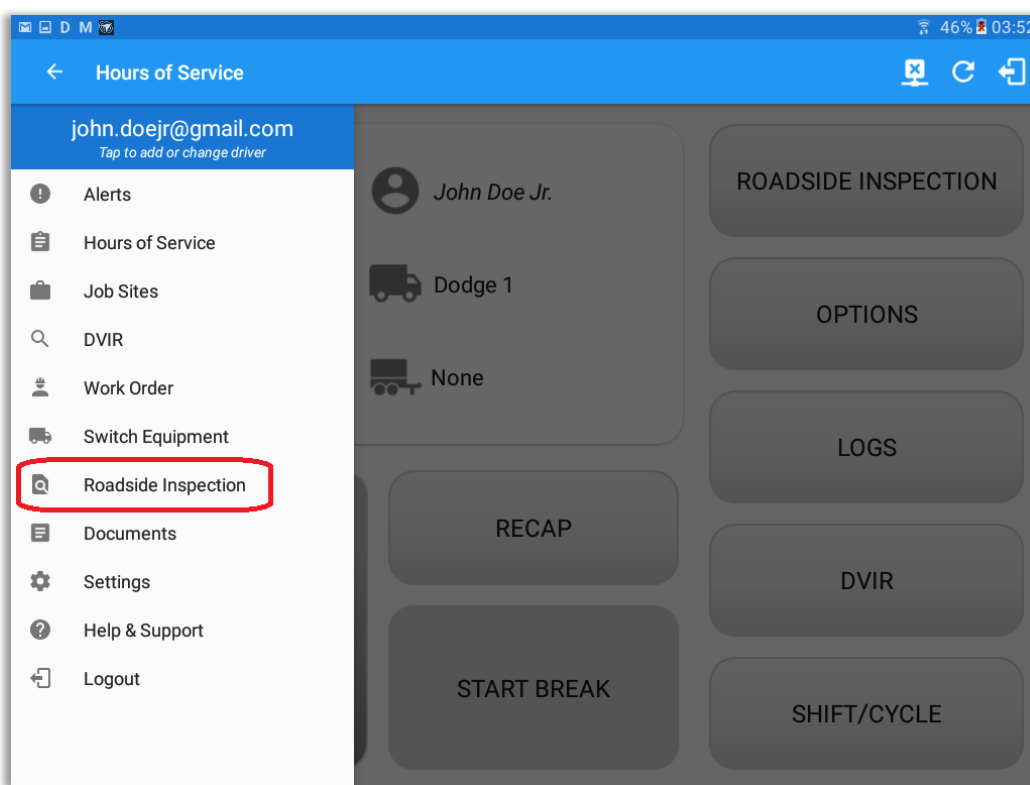 D M 46% 03:52
Hours of Service
john.doejr@gmail.com
Tap to add or change driver
Alerts
Hours of Service
Job Sites
DVIR
Work Order
Switch Equipment
Roadside Inspection
Documents
Settings
Help & Support
Logout
John Doe Jr.
Dodge 1
None
RECAP
START BREAK
ROADSIDE INSPECTION
OPTIONS
LOGS
DVIR
SHIFT/CYCLE